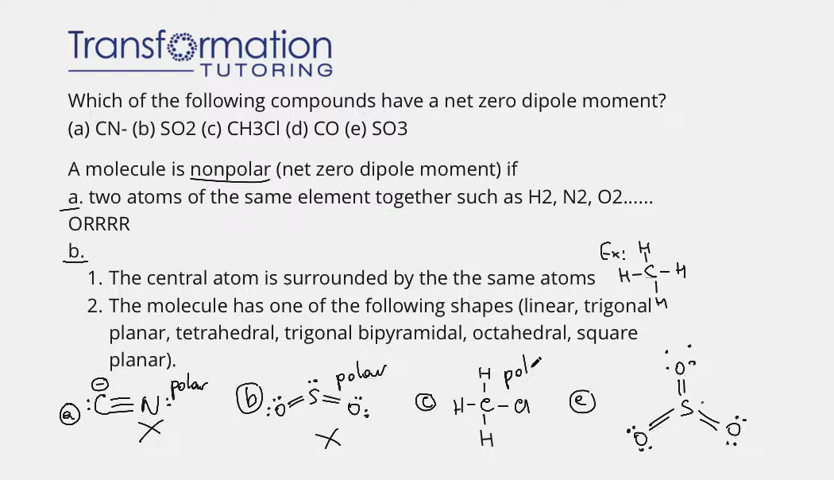 Transformation
TUTORING
Which of the following compounds have a net zero dipole moment?
(a) CN- (b) SO2 (c) CH3Cl (d) CO (e) SO3
A molecule is nonpolar (net zero dipole moment) if
a. two atoms of the same element together such as H2, N2, O2......
ORRRR
b.
1. The central atom is surrounded by the the same atoms
2. The molecule has one of the following shapes (linear, trigonal
planar, tetrahedral, trigonal bipyramidal, octahedral, square
planar).
Ex: H
H-C-H
H
(a) :C≡N: ⊖ polar
X
(b) :O=S=O: polar
X
(c) H pol
H-C-Cl
H
(e) O
S
O O